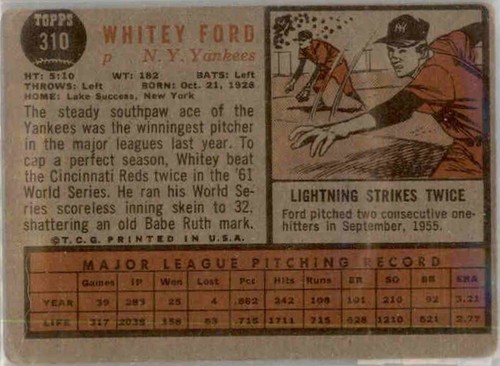 TOPPS
310
WHITEY FORD
p N. Y. Yankees
HT: 5:10 WT: 182 BATS: Left
THROWS: Left BORN: Oct. 21, 1928
HOME: Lake Success, New York
The steady southpaw ace of the
Yankees was the winningest pitcher
in the major leagues last year. To
cap a perfect season, Whitey beat
the Cincinnati Reds twice in the '61
World Series. He ran his World Se-
ries scoreless inning skein to 32,
shattering an old Babe Ruth mark.
©T.C.G. PRINTED IN U.S.A.
LIGHTNING STRIKES TWICE
Ford pitched two consecutive one-
hitters in September, 1955.
MAJOR LEAGUE PITCHING RECORD
Games IP Won Lost Pct Hits Runs ER SO BB ERA
YEAR 39 283 25 4 .862 242 108 101 210 92 3.21
LIFE 317 158 1711 715 628 1210 821 2.77